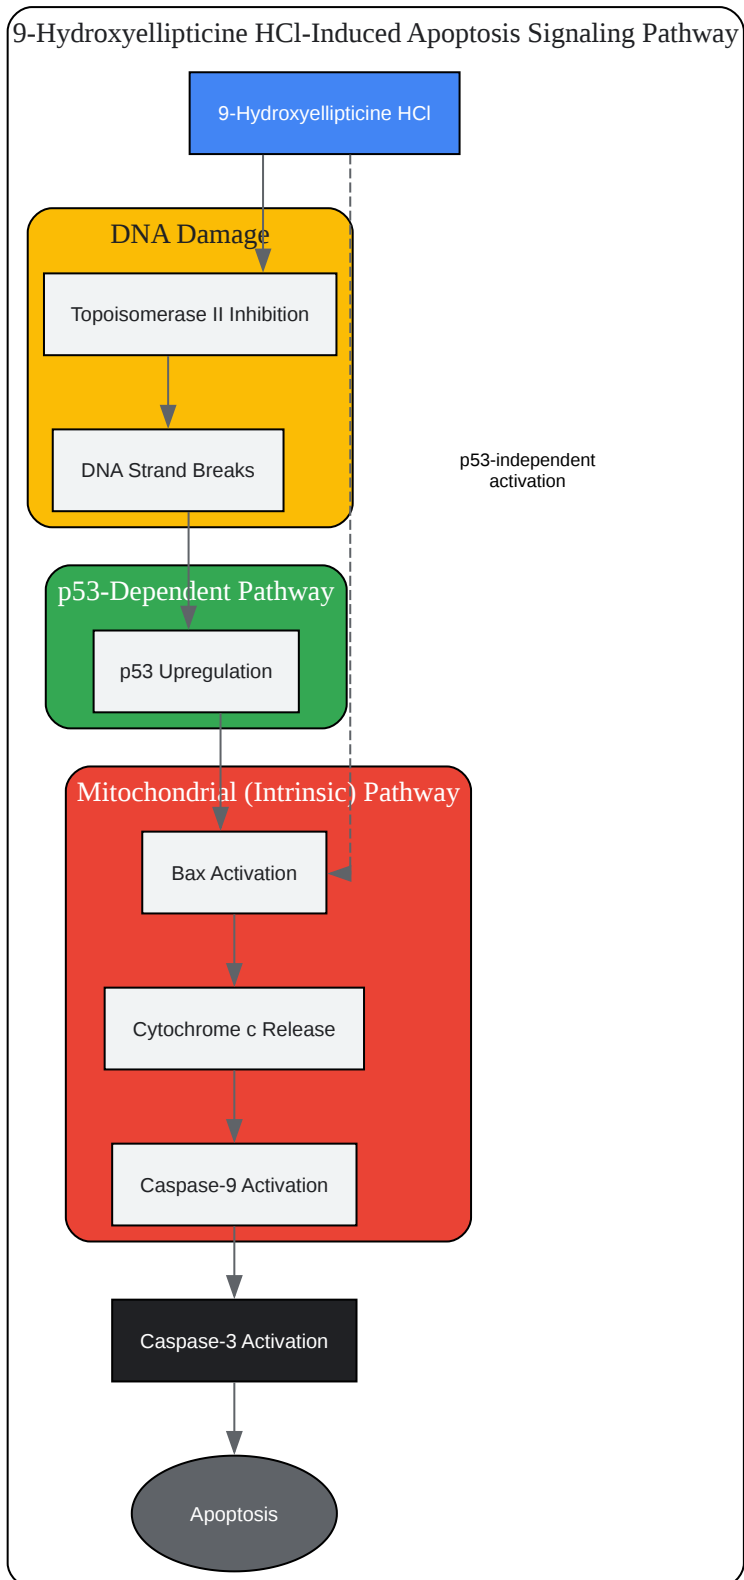 9-Hydroxyellipticine HCl-Induced Apoptosis Signaling Pathway
9-Hydroxyellipticine HCl
DNA Damage
Topoisomerase II Inhibition
DNA Strand Breaks
p53-independent
activation
p53-Dependent Pathway
p53 Upregulation
Mitochondrial (Intrinsic) Pathway
Bax Activation
Cytochrome c Release
Caspase-9 Activation
Caspase-3 Activation
Apoptosis